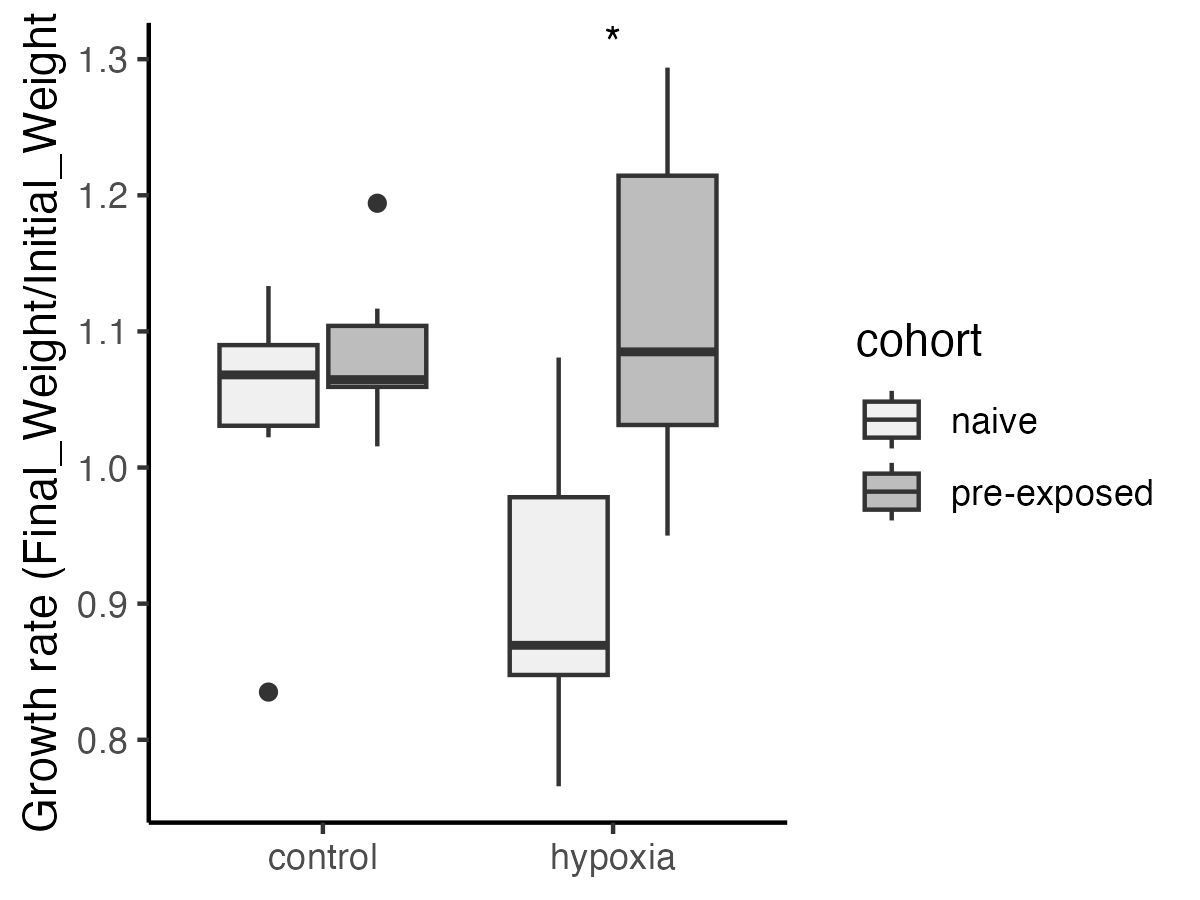 Growth rate (Final_Weight/Initial_Weight
1.3
1.2
1.1
1.0
0.9
0.8
*
control
hypoxia
cohort
naive
pre-exposed